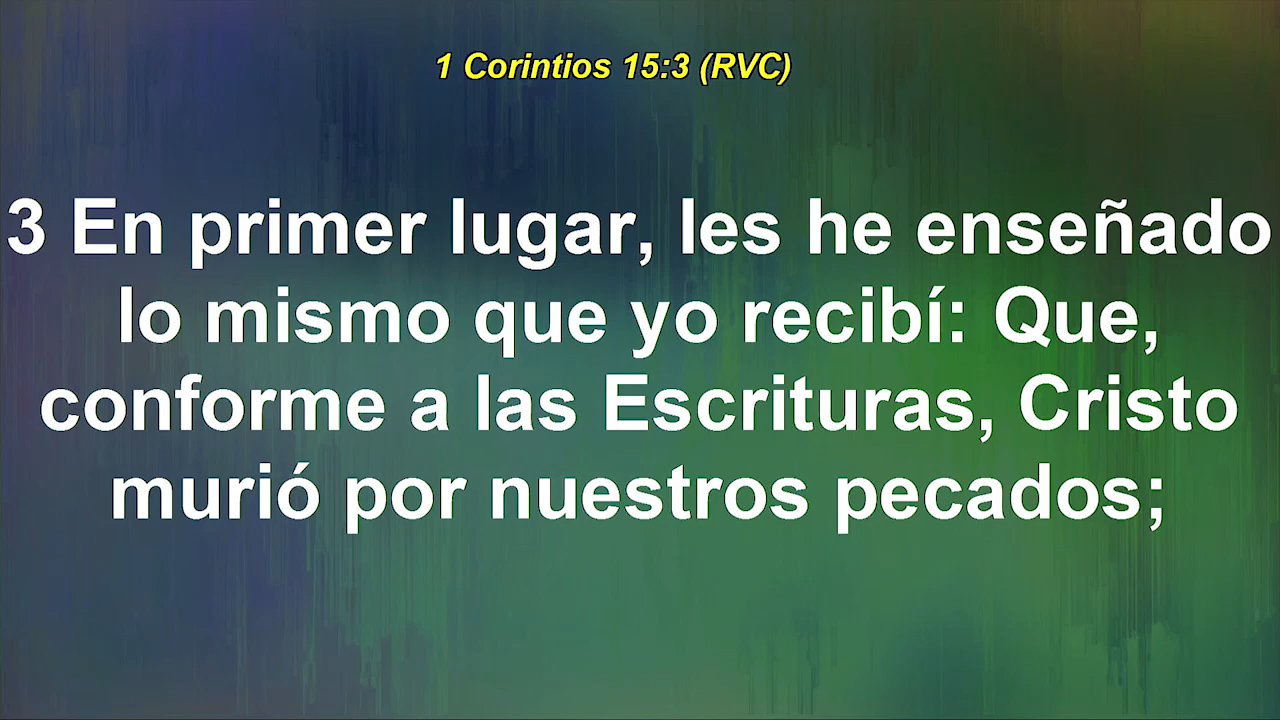 1 Corintios 15:3 (RVC)
3 En primer lugar, les he enseñado
lo mismo que yo recibí: Que,
conforme a las Escrituras, Cristo
murió por nuestros pecados;